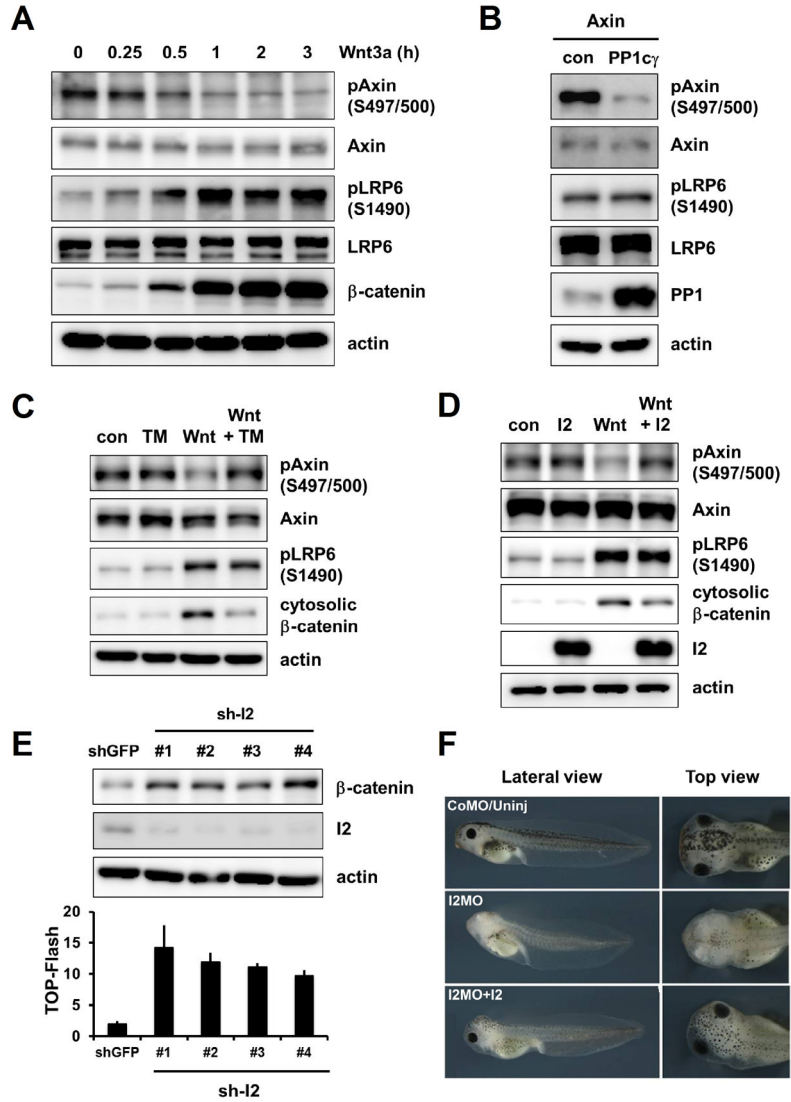 A
0 0.25 0.5 1 2 3 Wnt3a (h)
pAxin
(S497/500)
Axin
pLRP6
(S1490)
LRP6
β-catenin
actin
B
Axin
con PP1cγ
pAxin
(S497/500)
Axin
pLRP6
(S1490)
LRP6
PP1
actin
C
con TM Wnt Wnt
+ TM
pAxin
(S497/500)
Axin
pLRP6
(S1490)
cytosolic
β-catenin
actin
D
con I2 Wnt Wnt
+ I2
pAxin
(S497/500)
Axin
pLRP6
(S1490)
cytosolic
β-catenin
I2
actin
E
sh-I2
shGFP #1 #2 #3 #4
β-catenin
I2
actin
TOP-Flash
20
15
10
5
0
shGFP #1 #2 #3 #4
sh-I2
F
Lateral view Top view
CoMO/Uninj
I2MO
I2MO+I2